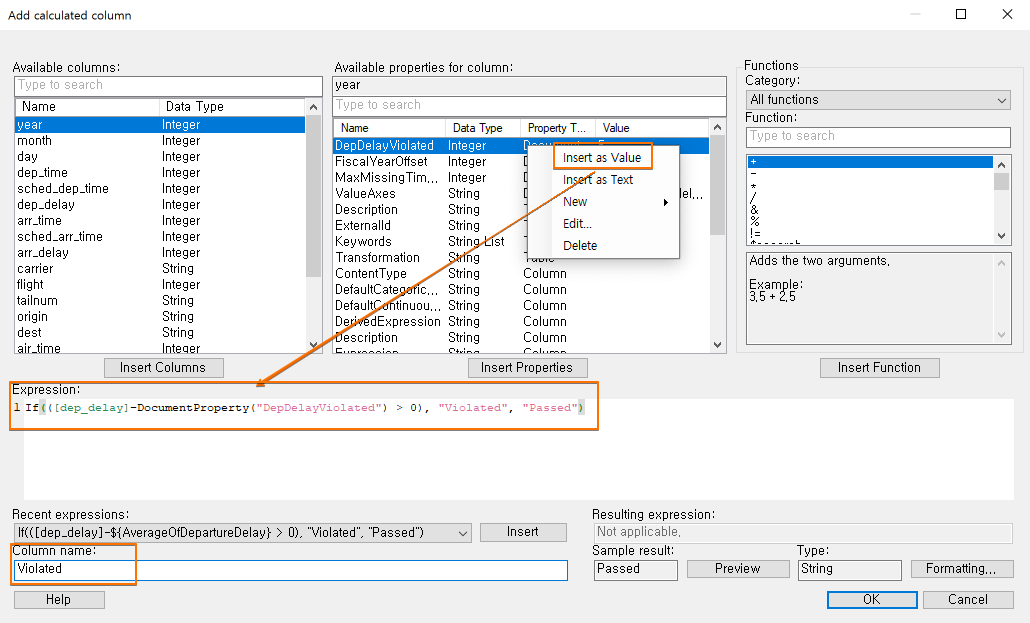 Add calculated column
Available columns:
Type to search
Name Data Type
year Integer
month Integer
day Integer
dep_time Integer
sched_dep_time Integer
dep_delay Integer
arr_time Integer
sched_arr_time Integer
arr_delay Integer
carrier String
flight Integer
tailnum String
origin String
dest String
air_time Integer
Insert Columns
Available properties for column:
year
Type to search
Name Data Type Property T... Value
DepDelayViolated Integer
FiscalYearOffset Integer
MaxMissingTim... Integer
ValueAxes String
Description String
ExternalId String
Keywords String List
Transformation String Table
ContentType String Column
DefaultCategoric... String Column
DefaultContinuou... String Column
DerivedExpression String Column
Description String Column
Expression String Column
Insert as Value
Insert as Text
New
Edit...
Delete
Insert Properties
Functions
Category:
All functions
Function:
Type to search
+
-
*
/
&
%
!=
Adds the two arguments.
Example:
3.5 + 2.5
Insert Function
Expression:
1 If(([dep_delay]-DocumentProperty("DepDelayViolated") > 0), "Violated", "Passed")
Recent expressions:
If(([dep_delay]-${AverageOfDepartureDelay} > 0), "Violated", "Passed")
Insert
Resulting expression:
Not applicable.
Column name:
Violated
Sample result:
Passed
Preview
Type:
String
Formatting...
Help
OK
Cancel